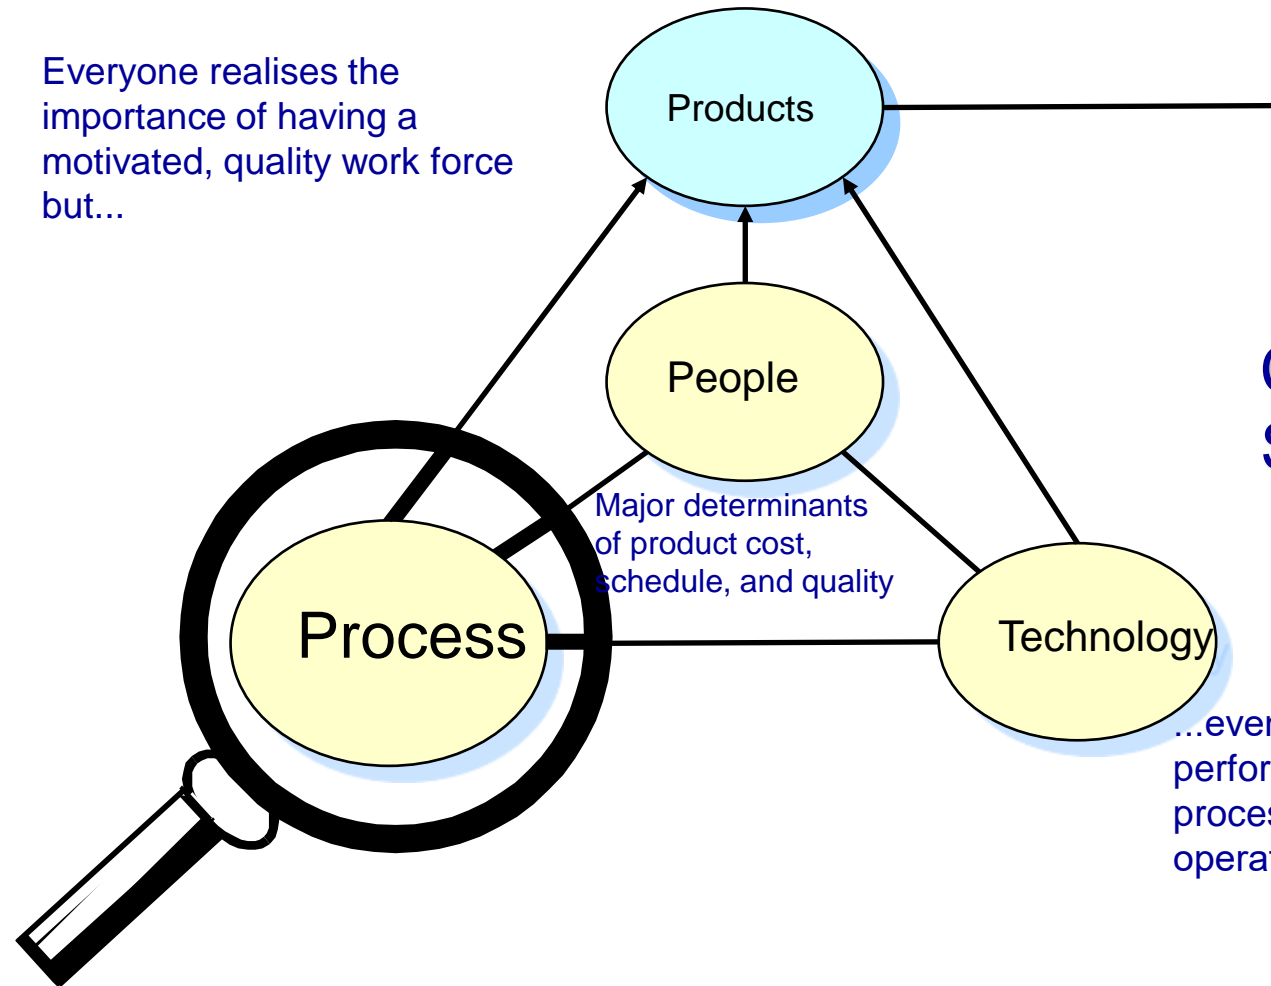 Everyone realises the
importance of having a
motivated, quality work force
but...
Products
People
Major determinants
of product cost,
schedule, and quality
Process
Technology